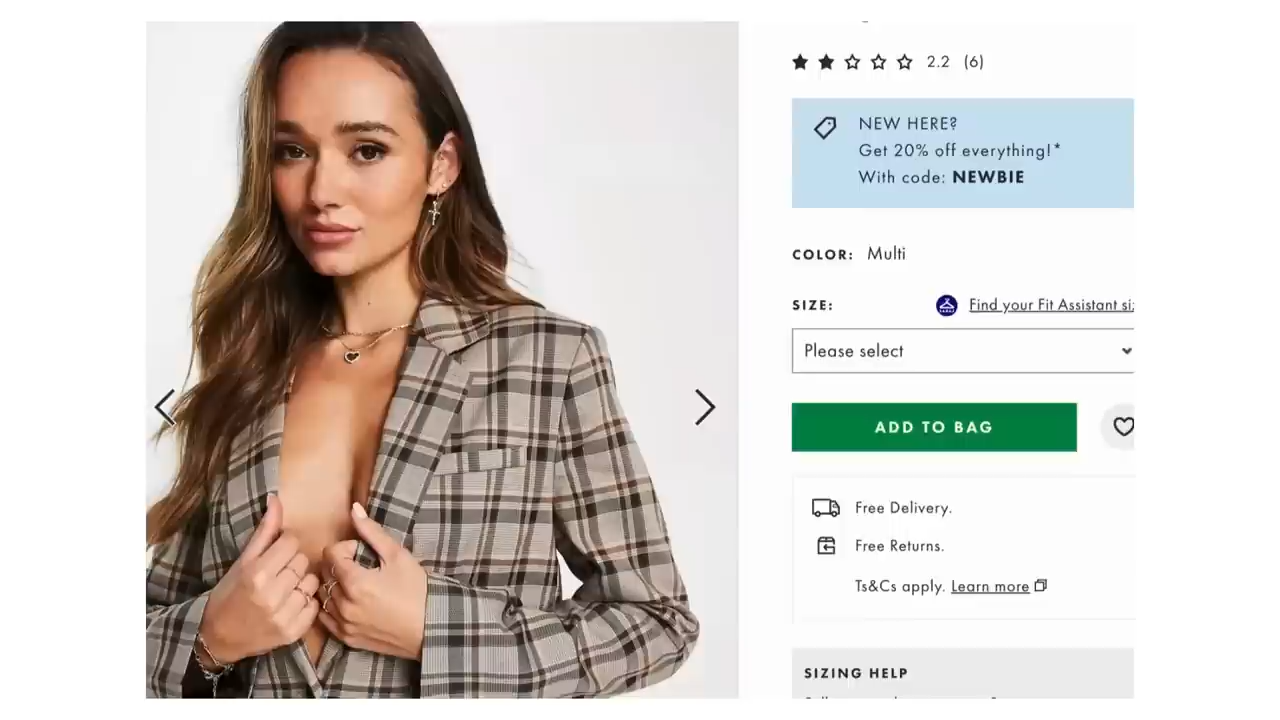 2.2 (6)
NEW HERE?
Get 20% off everything!*
With code: NEWBIE
COLOR: Multi
SIZE:
Find your Fit Assistant
Please select
ADD TO BAG
Free Delivery.
Free Returns.
Ts&Cs apply. Learn more
SIZING HELP